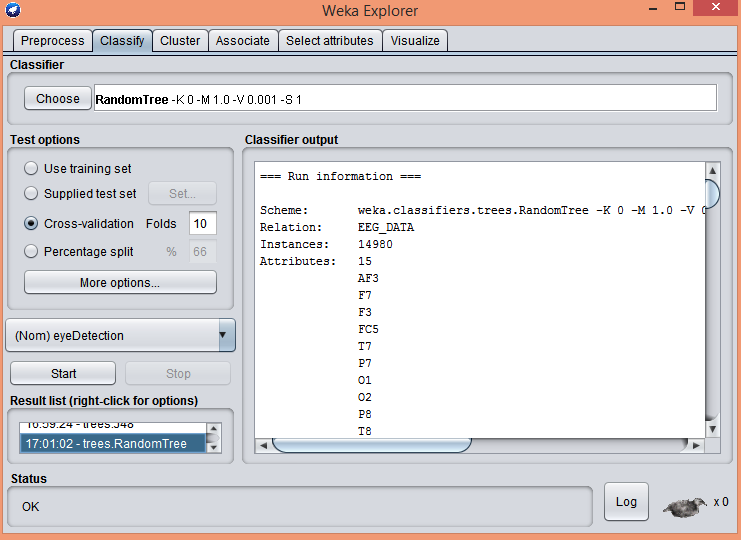 Weka Explorer
Preprocess Classify Cluster Associate Select attributes Visualize
Classifier
Choose RandomTree -K 0 -M 1.0 -V 0.001 -S 1
Test options
Use training set
Supplied test set Set...
Cross-validation Folds 10
Percentage split % 66
More options...
(Nom) eyeDetection
Start Stop
Result list (right-click for options)
16:59:24 - trees.J48
17:01:02 - trees.RandomTree
Classifier output
=== Run information ===
Scheme: weka.classifiers.trees.RandomTree -K 0 -M 1.0 -V 0
Relation: EEG_DATA
Instances: 14980
Attributes: 15
AF3
F7
F3
FC5
T7
P7
O1
O2
P8
T8
Status
OK
Log x 0